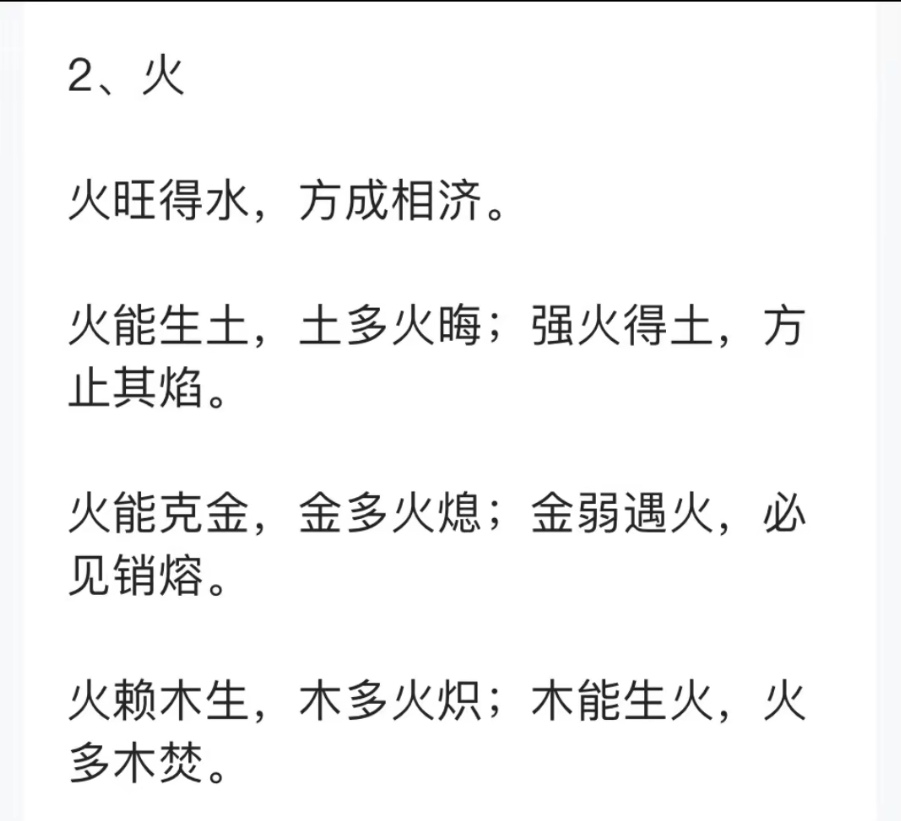 2、火
火旺得水，方成相济。
火能生土，土多火晦；强火得土，方
止其焰。
火能克金，金多火熄；金弱遇火，必
见销熔。
火赖木生，木多火炽；木能生火，火
多木焚。